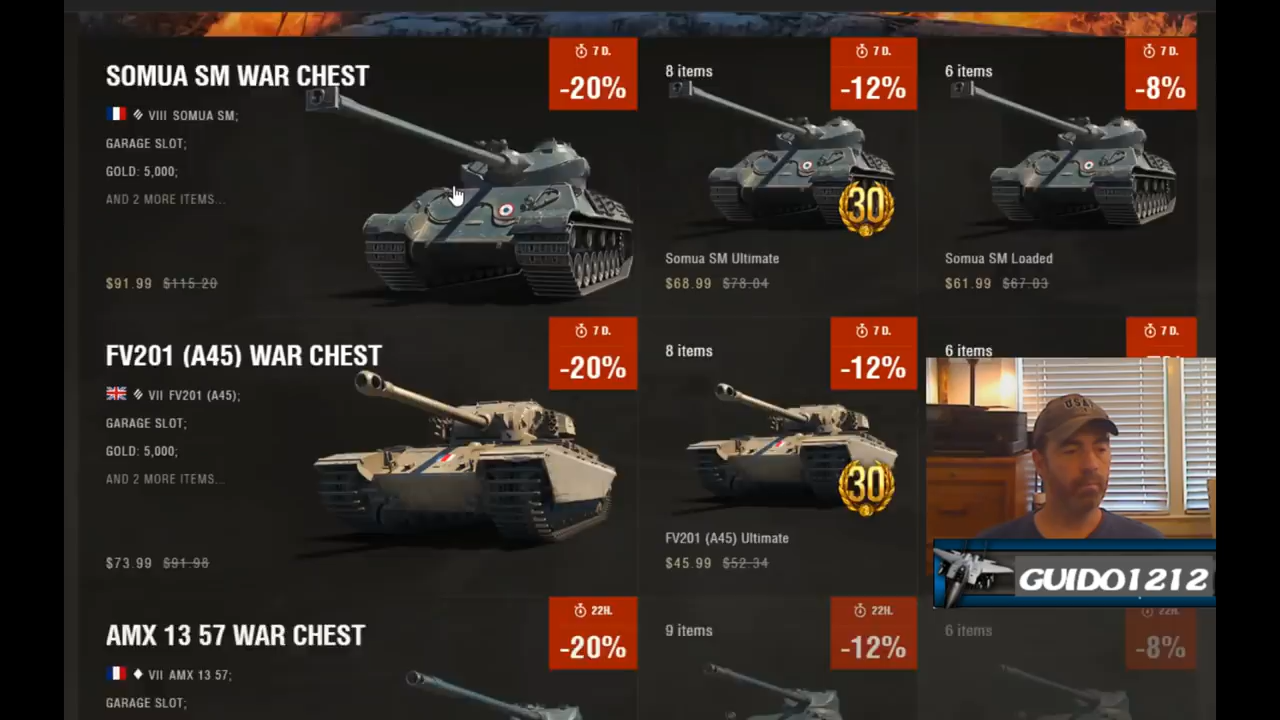 SOMUA SM WAR CHEST
VIII SOMUA SM;
GARAGE SLOT;
GOLD: 5,000;
AND 2 MORE ITEMS...
$91.99 $115.20
7 D.
-20%
8 items
7 D.
-12%
30
Somua SM Ultimate
$68.99 $78.04
6 items
7 D.
-8%
Somua SM Loaded
$61.99 $67.03
FV201 (A45) WAR CHEST
VII FV201 (A45);
GARAGE SLOT;
GOLD: 5,000;
AND 2 MORE ITEMS...
$73.99 $91.98
7 D.
-20%
8 items
7 D.
-12%
30
FV201 (A45) Ultimate
$45.99 $52.34
6 items
7 D.
USA
GUIDO1212
AMX 13 57 WAR CHEST
VII AMX 13 57;
GARAGE SLOT;
22H.
-20%
9 items
22H.
-12%
6 items
22H.
-8%